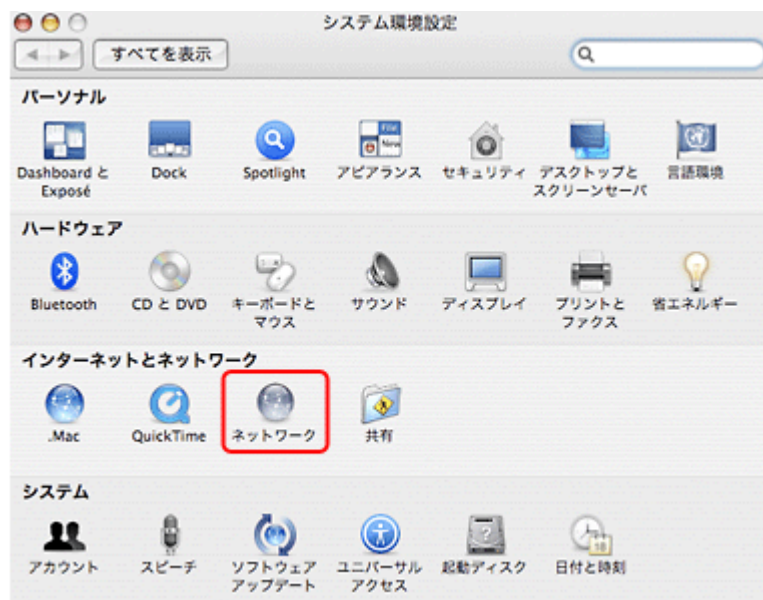 システム環境設定
すべてを表示
パーソナル
Dashboard と
Exposé
Dock
Spotlight
アピアランス
セキュリティ
デスクトップと
スクリーンセーバ
言語環境
ハードウェア
Bluetooth
CD と DVD
キーボードと
マウス
サウンド
ディスプレイ
プリントと
ファクス
省エネルギー
インターネットとネットワーク
.Mac
QuickTime
ネットワーク
共有
システム
アカウント
スピーチ
ソフトウェア
アップデート
ユニバーサル
アクセス
起動ディスク
日付と時刻